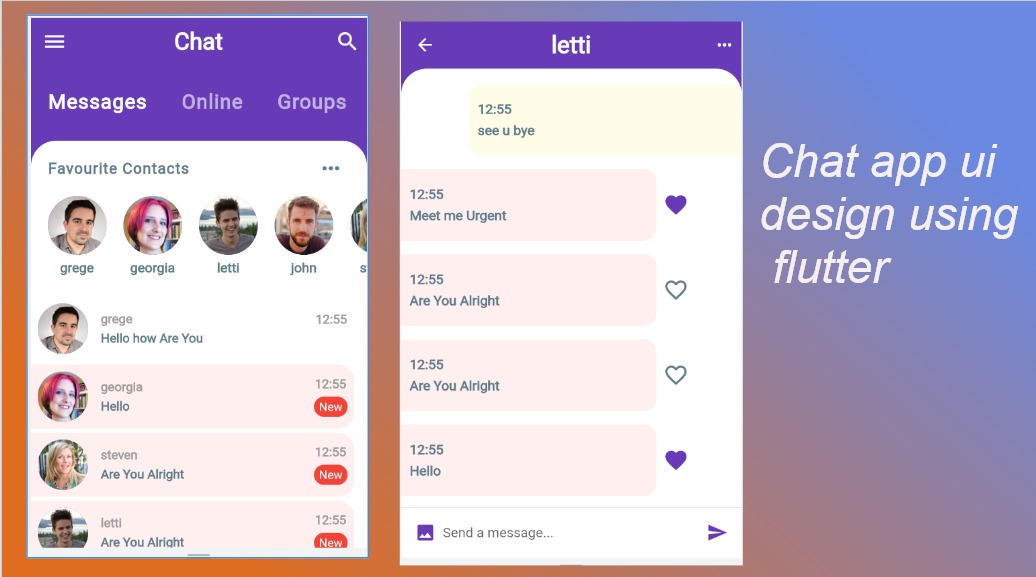 Chat
Messages Online Groups
Favourite Contacts
grege georgia letti john
grege 12:55
Hello how Are You
georgia 12:55
Hello New
steven 12:55
Are You Alright New
letti 12:55
Are You Alright New
letti
12:55
see u bye
12:55
Meet me Urgent
12:55
Are You Alright
12:55
Are You Alright
12:55
Hello
Send a message...
Chat app ui
design using
flutter